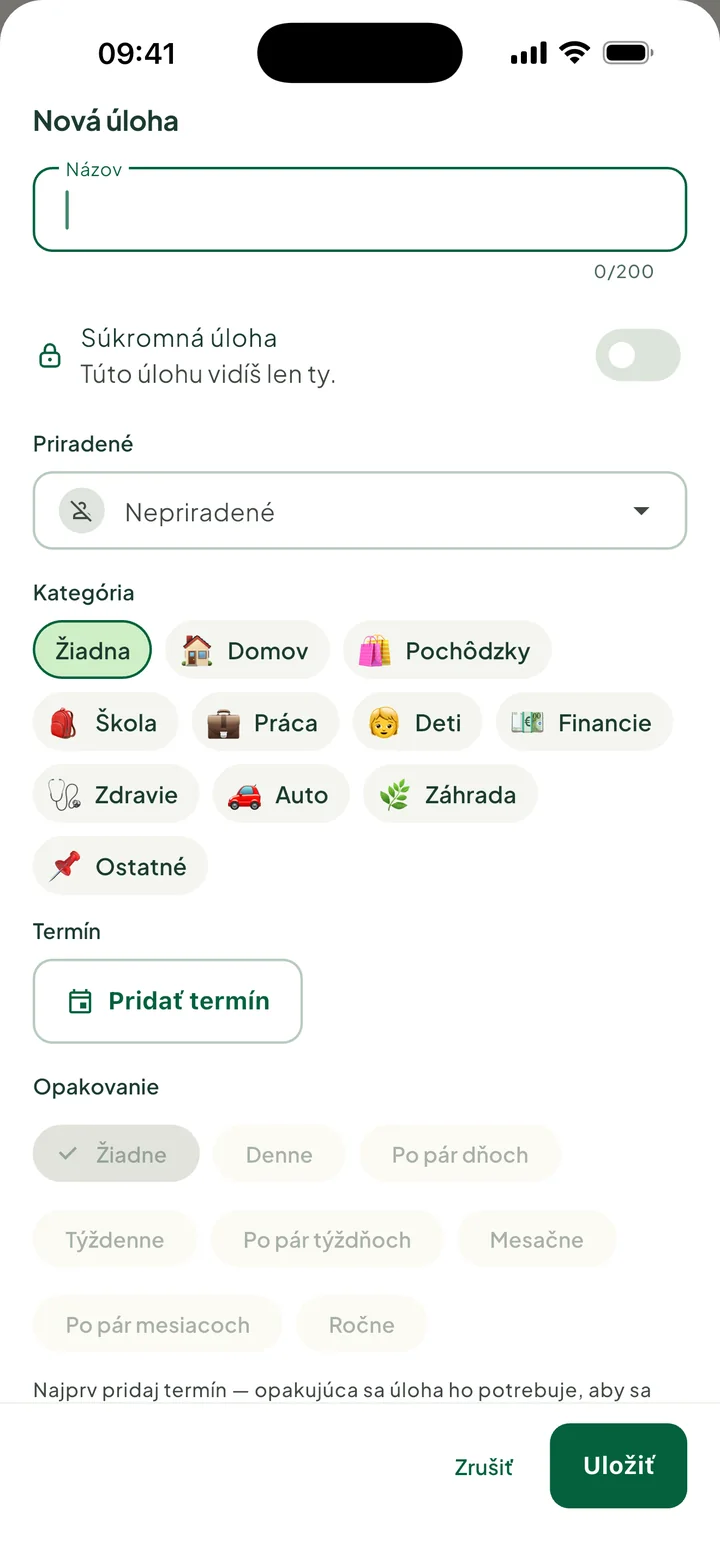 09:41
Nová úloha
Názov
0/200
Súkromná úloha
Túto úlohu vidíš len ty.
Priradené
Nepriradené
Kategória
Žiadna Domov Pochôdzky
Škola Práca Deti Financie
Zdravie Auto Záhrada
Ostatné
Termín
Pridať termín
Opakovanie
Žiadne Denne Po pár dňoch
Týždenne Po pár týždňoch Mesačne
Po pár mesiacoch Ročne
Najprv pridaj termín — opakujúca sa úloha ho potrebuje, aby sa
Zrušiť Uložiť